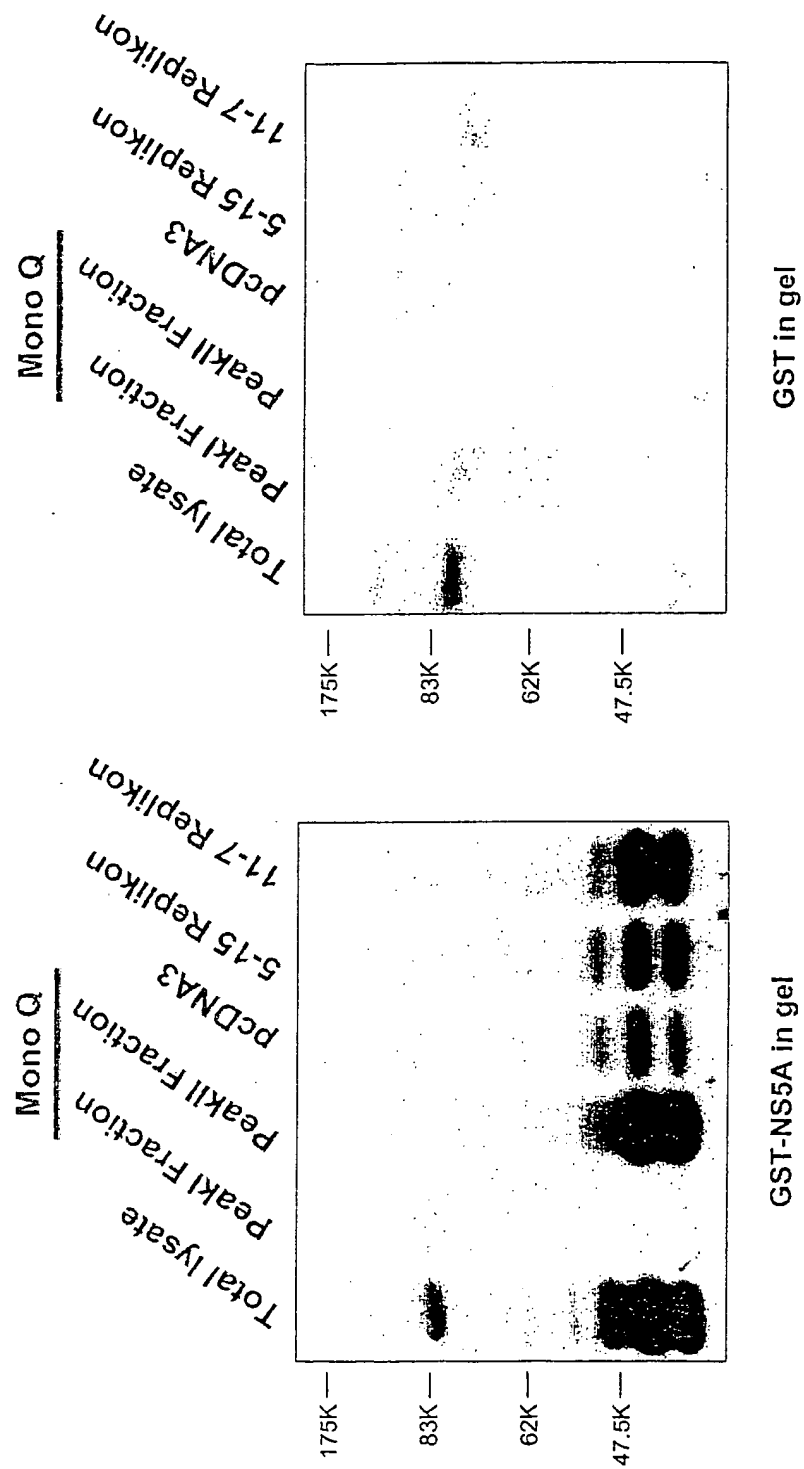 Mono Q
Total lysate
PeakI Fraction
PeakII Fraction
pcDNA3
5-15 Replikon
11-7 Replikon
175K
83K
62K
47.5K
GST-NS5A in gel
Mono Q
Total lysate
PeakI Fraction
PeakII Fraction
pcDNA3
5-15 Replikon
11-7 Replikon
175K
83K
62K
47.5K
GST in gel